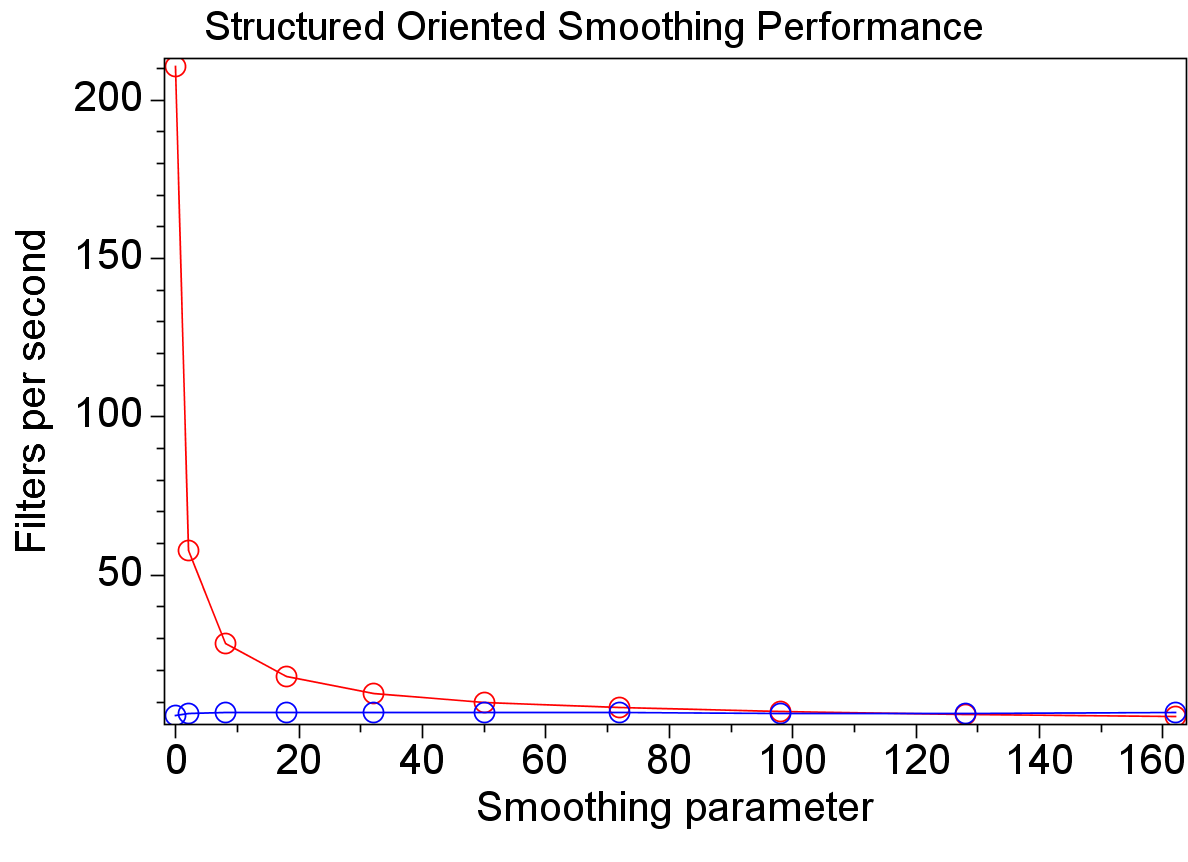 Structured Oriented Smoothing Performance
200
150
100
50
Filters per second
0 20 40 60 80 100 120 140 160
Smoothing parameter